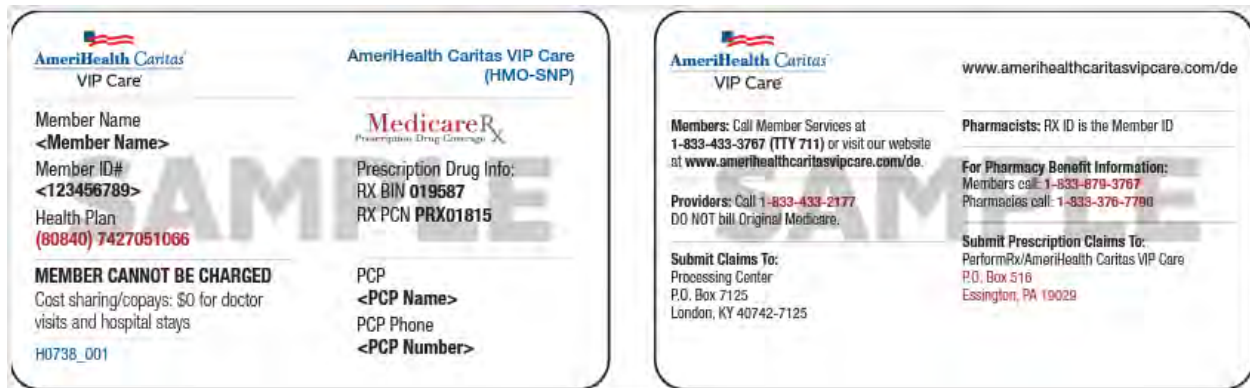 AmeriHealth Caritas
VIP Care
AmeriHealth Caritas VIP Care
(HMO-SNP)
Member Name
<Member Name>
Member ID#
<123456789>
Health Plan
(80840) 7427051066
MEMBER CANNOT BE CHARGED
Cost sharing/copays: $0 for doctor
visits and hospital stays
H0738_001
MedicareRx
Prescription Drug Coverage
Prescription Drug Info:
RX BIN 019587
RX PCN PRX01815
PCP
<PCP Name>
PCP Phone
<PCP Number>
SAMPLE
AmeriHealth Caritas
VIP Care
www.amerihealthcaritasvipcare.com/de
Members: Call Member Services at
1-833-433-3767 (TTY 711) or visit our website
at www.amerihealthcaritasvipcare.com/de.
Providers: Call 1-833-433-2177
DO NOT bill Original Medicare.
Submit Claims To:
Processing Center
P.O. Box 7125
London, KY 40742-7125
Pharmacists: RX ID is the Member ID
For Pharmacy Benefit Information:
Members call: 1-833-879-3767
Pharmacies call: 1-833-376-7790
Submit Prescription Claims To:
PerformRx/AmeriHealth Caritas VIP Care
P.O. Box 516
Essington, PA 19029
SAMPLE